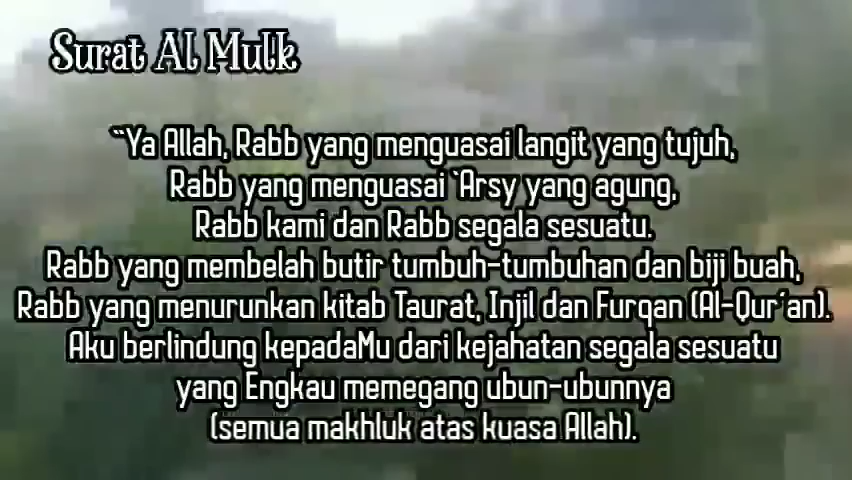 Surat Al Mulk
“Ya Allah, Rabb yang menguasai langit yang tujuh,
Rabb yang menguasai `Arsy yang agung,
Rabb kami dan Rabb segala sesuatu.
Rabb yang membelah butir tumbuh-tumbuhan dan biji buah,
Rabb yang menurunkan kitab Taurat, Injil dan Furqan (Al-Qur’an).
Aku berlindung kepadaMu dari kejahatan segala sesuatu
yang Engkau memegang ubun-ubunnya
(semua makhluk atas kuasa Allah).